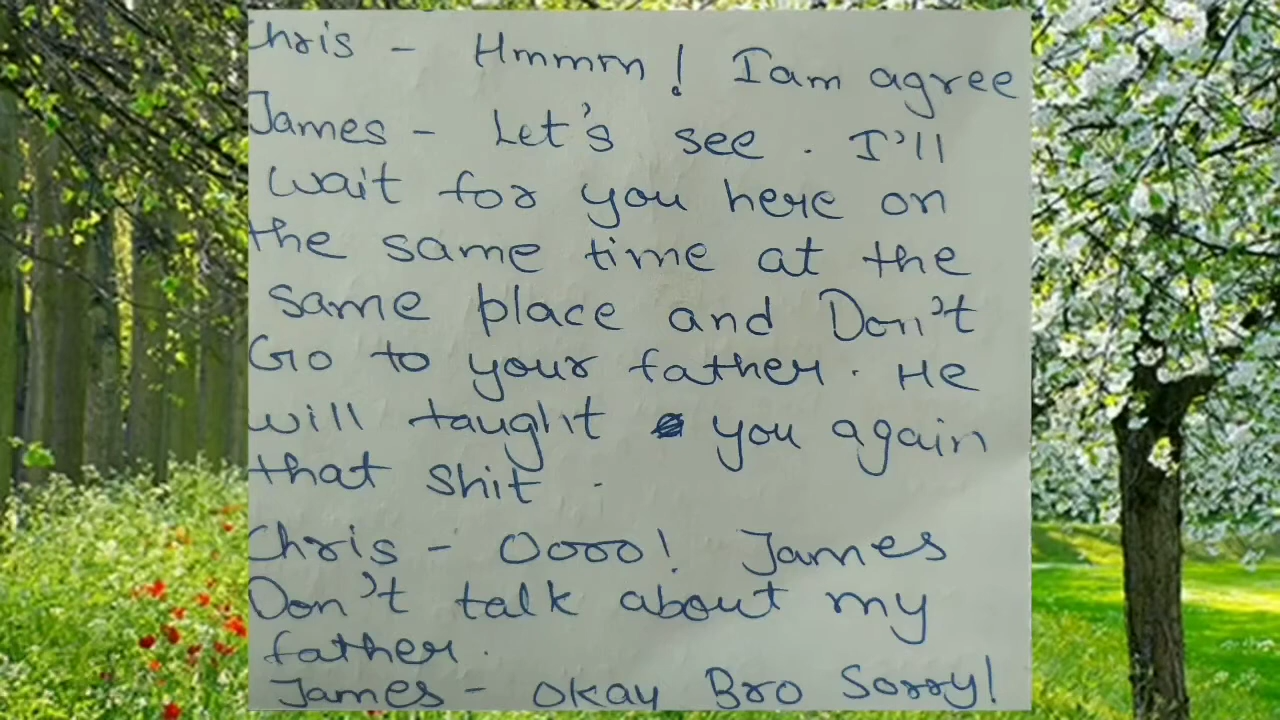 Chris - Hmmm! I am agree
James - Let's see. I'll
wait for you here on
the same time at the
same place and Don't
Go to your father. He
will taught you again
that shit.
Chris - Oooo! James
Don't talk about my
father.
James - Okay Bro Sorry!